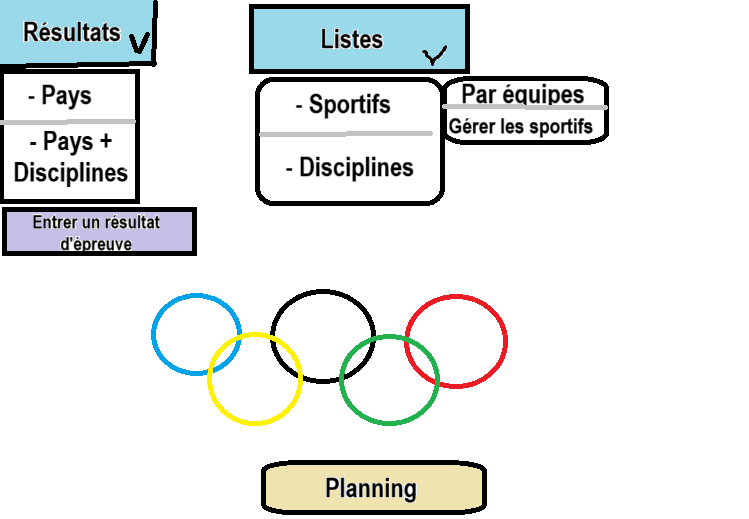 Résultats
- Pays
- Pays +
Disciplines
Entrer un résultat
d'épreuve
Listes
- Sportifs
- Disciplines
Par équipes
Gérer les sportifs
Planning